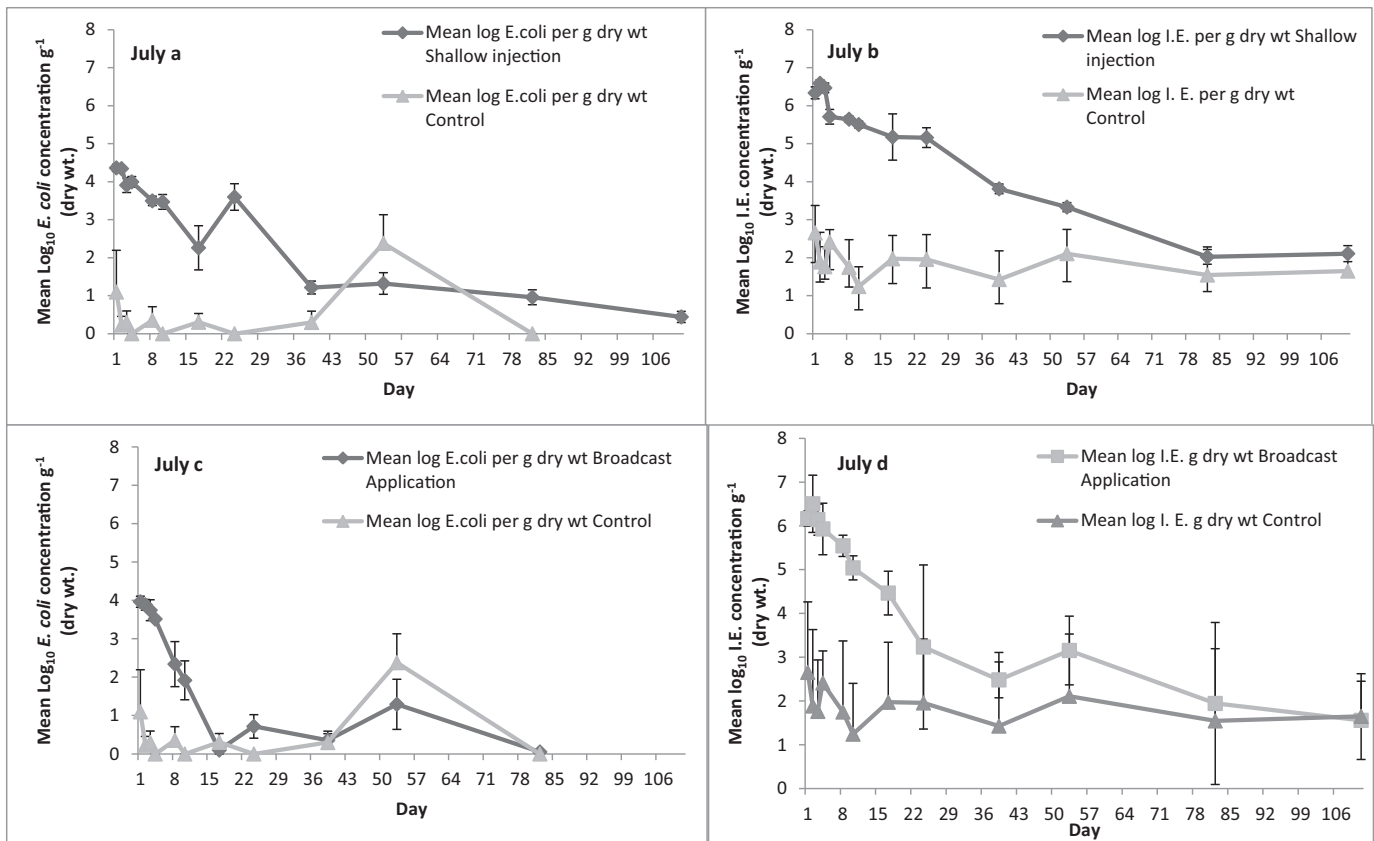 July a
Mean log E.coli per g dry wt
Shallow injection
Mean log E.coli per g dry wt
Control
Mean Log₁₀ E. coli concentration g⁻¹
(dry wt.)
8
7
6
5
4
3
2
1
0
1 8 15 22 29 36 43 50 57 64 71 78 85 92 99 106
Day
July b
Mean log I.E. per g dry wt Shallow
injection
Mean log I. E. per g dry wt
Control
Mean Log₁₀ I.E. concentration g⁻¹
(dry wt.)
8
7
6
5
4
3
2
1
0
1 8 15 22 29 36 43 50 57 64 71 78 85 92 99 106
Day
July c
Mean log E.coli per g dry wt Broadcast
Application
Mean log E.coli per g dry wt Control
Mean Log₁₀ E. coli concentration g⁻¹
(dry wt.)
8
7
6
5
4
3
2
1
0
1 8 15 22 29 36 43 50 57 64 71 78 85 92 99 106
Day
July d
Mean log I.E. g dry wt Broadcast
Application
Mean log I. E. g dry wt Control
Mean log₁₀ I.E. concentration g⁻¹
(dry wt.)
8
7
6
5
4
3
2
1
0
1 8 15 22 29 36 43 50 57 64 71 78 85 92 99 106
Day